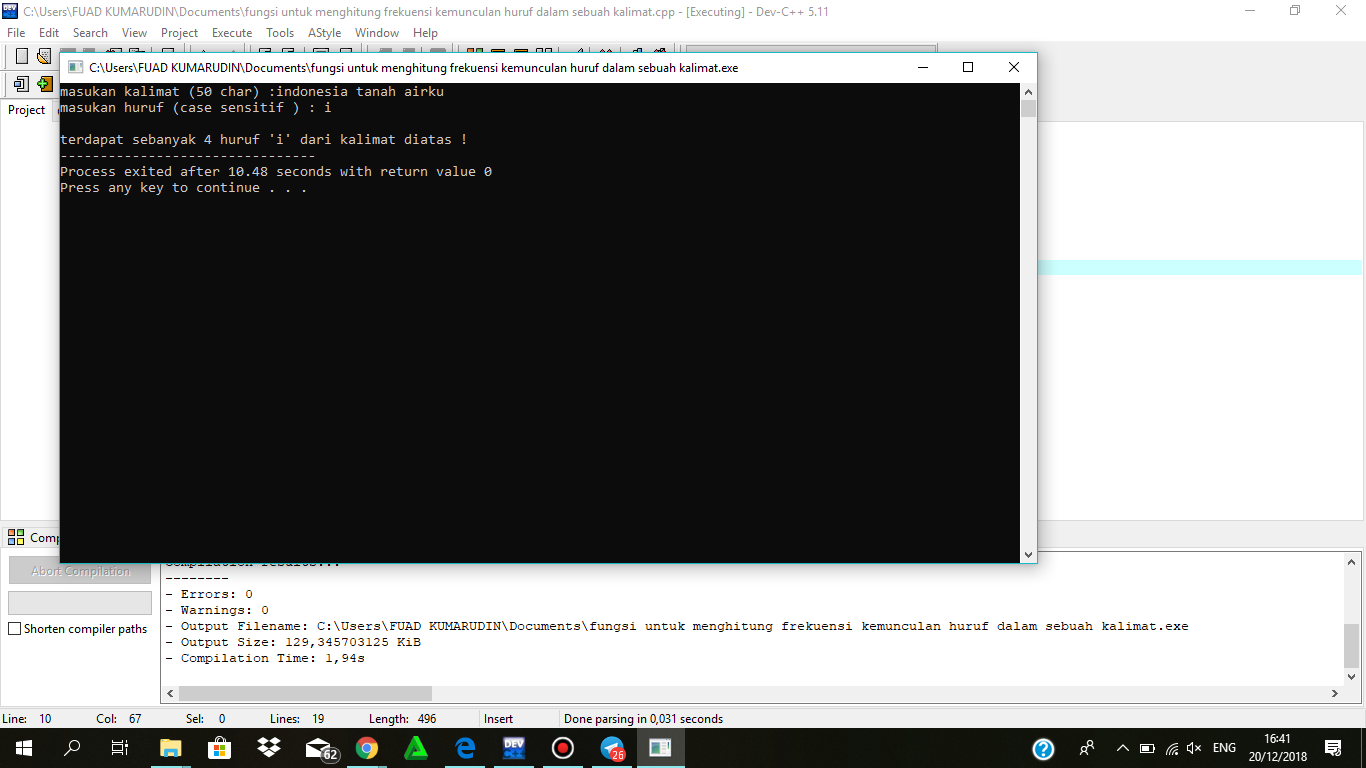 C:\Users\FUAD KUMARUDIN\Documents\fungsi untuk menghitung frekuensi kemunculan huruf dalam sebuah kalimat.cpp - [Executing] - Dev-C++ 5.11
File Edit Search View Project Execute Tools AStyle Window Help
C:\Users\FUAD KUMARUDIN\Documents\fungsi untuk menghitung frekuensi kemunculan huruf dalam sebuah kalimat.exe
Project
masukan kalimat (50 char) :indonesia tanah airku
masukan huruf (case sensitif ) : i
terdapat sebanyak 4 huruf 'i' dari kalimat diatas !
--------------------------------
Process exited after 10.48 seconds with return value 0
Press any key to continue . . .
Abort Compilation
Shorten compiler paths
Compilation results...
--------
- Errors: 0
- Warnings: 0
- Output Filename: C:\Users\FUAD KUMARUDIN\Documents\fungsi untuk menghitung frekuensi kemunculan huruf dalam sebuah kalimat.exe
- Output Size: 129,345703125 KiB
- Compilation Time: 1,94s
Line: 10 Col: 67 Sel: 0 Lines: 19 Length: 496 Insert Done parsing in 0,031 seconds
62
DEV
26
ENG
16:41
20/12/2018